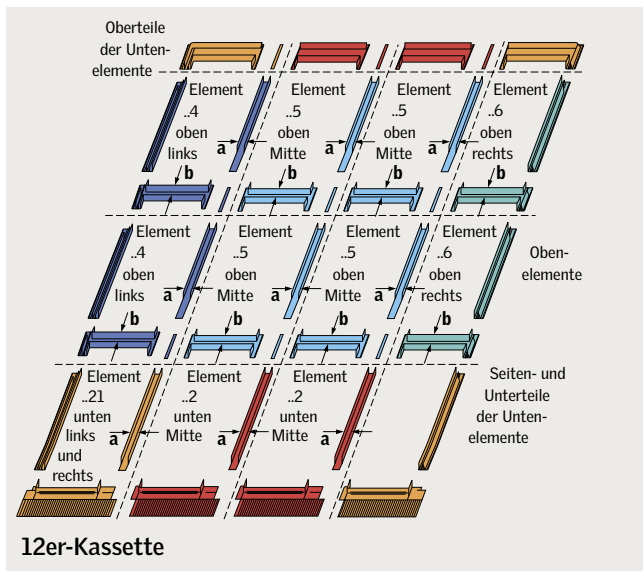 Oberteile
der Unten-
elemente
Element
..4
oben
links
Element
..5
oben
Mitte
Element
..5
oben
Mitte
Element
..6
oben
rechts
a
a
a
b
b
b
b
Element
..4
oben
links
Element
..5
oben
Mitte
Element
..5
oben
Mitte
Element
..6
oben
rechts
Oben-
elemente
a
a
a
b
b
b
b
Element
..21
unten
links
und
rechts
Element
..2
unten
Mitte
Element
..2
unten
Mitte
a
a
a
Seiten- und
Unterteile
der Unten-
elemente
12er-Kassette